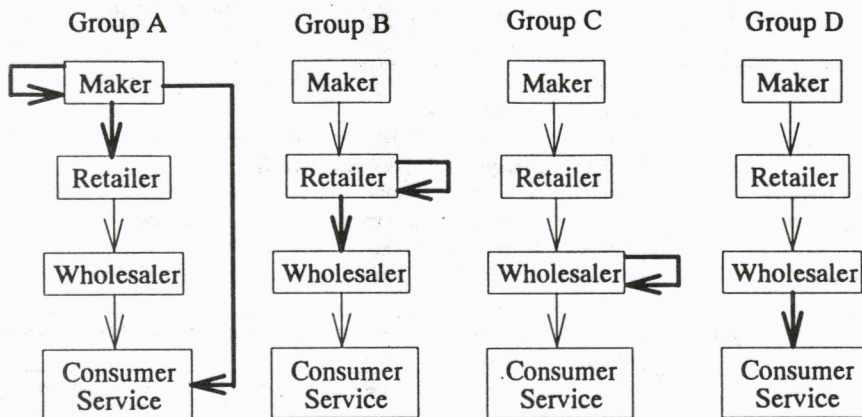 Group A
Group B
Group C
Group D
Maker
Maker
Maker
Maker
Retailer
Retailer
Retailer
Retailer
Wholesaler
Wholesaler
Wholesaler
Wholesaler
Consumer
Service
Consumer
Service
Consumer
Service
Consumer
Service